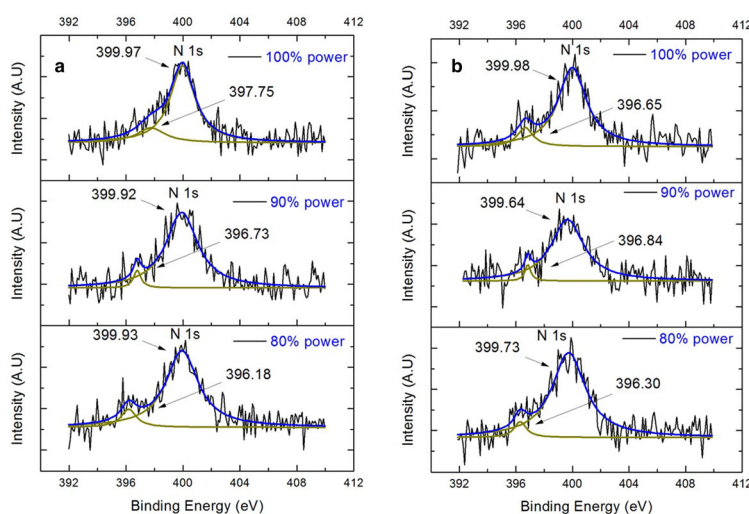 392 396 400 404 408 412
a
N 1s
100% power
399.97
397.75
Intensity (A.U)
N 1s
90% power
399.92
396.73
Intensity (A.U)
N 1s
80% power
399.93
396.18
Intensity (A.U)
392 396 400 404 408 412
Binding Energy (eV)
392 396 400 404 408 412
b
N 1s
100% power
399.98
396.65
Intensity (A.U)
N 1s
90% power
399.64
396.84
Intensity (A.U)
N 1s
80% power
399.73
396.30
Intensity (A.U)
392 396 400 404 408 412
Binding Energy (eV)